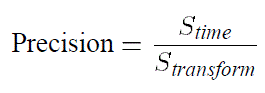 Precision = S_time / S_transform